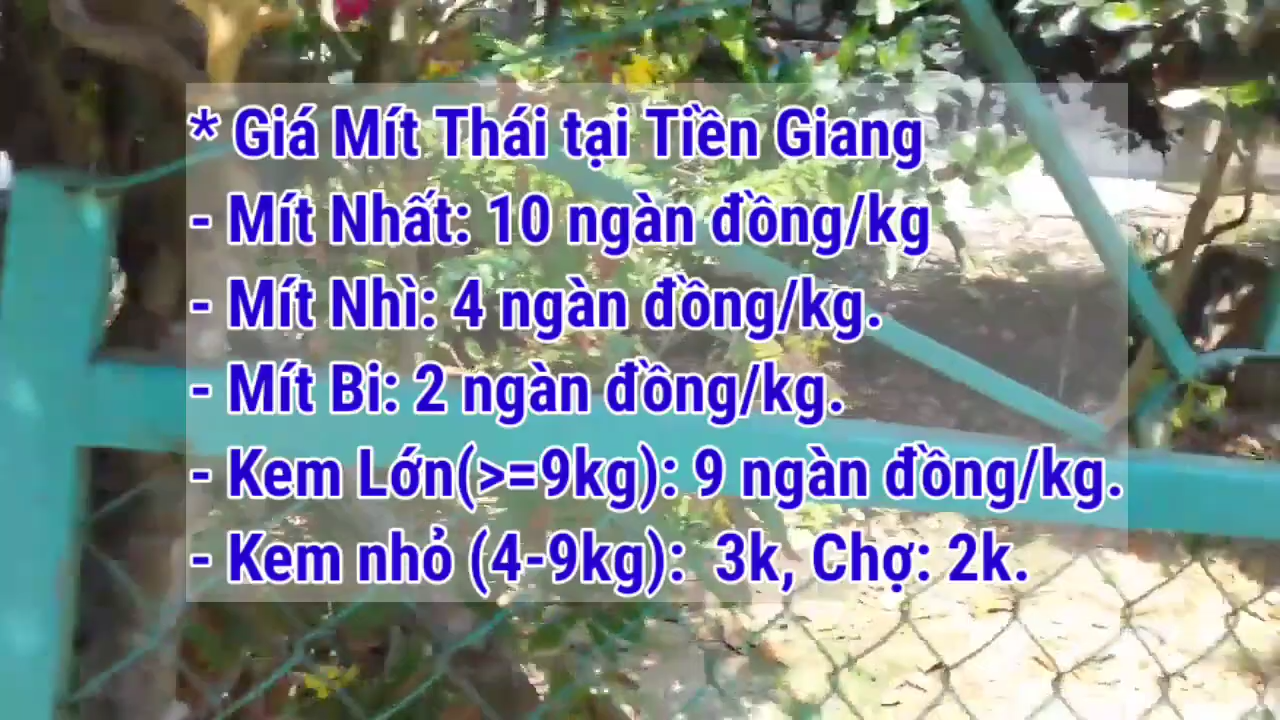 * Giá Mít Thái tại Tiền Giang
- Mít Nhất: 10 ngàn đồng/kg
- Mít Nhì: 4 ngàn đồng/kg.
- Mít Bi: 2 ngàn đồng/kg.
- Kem Lớn(>=9kg): 9 ngàn đồng/kg.
- Kem nhỏ (4-9kg):  3k, Chợ: 2k.